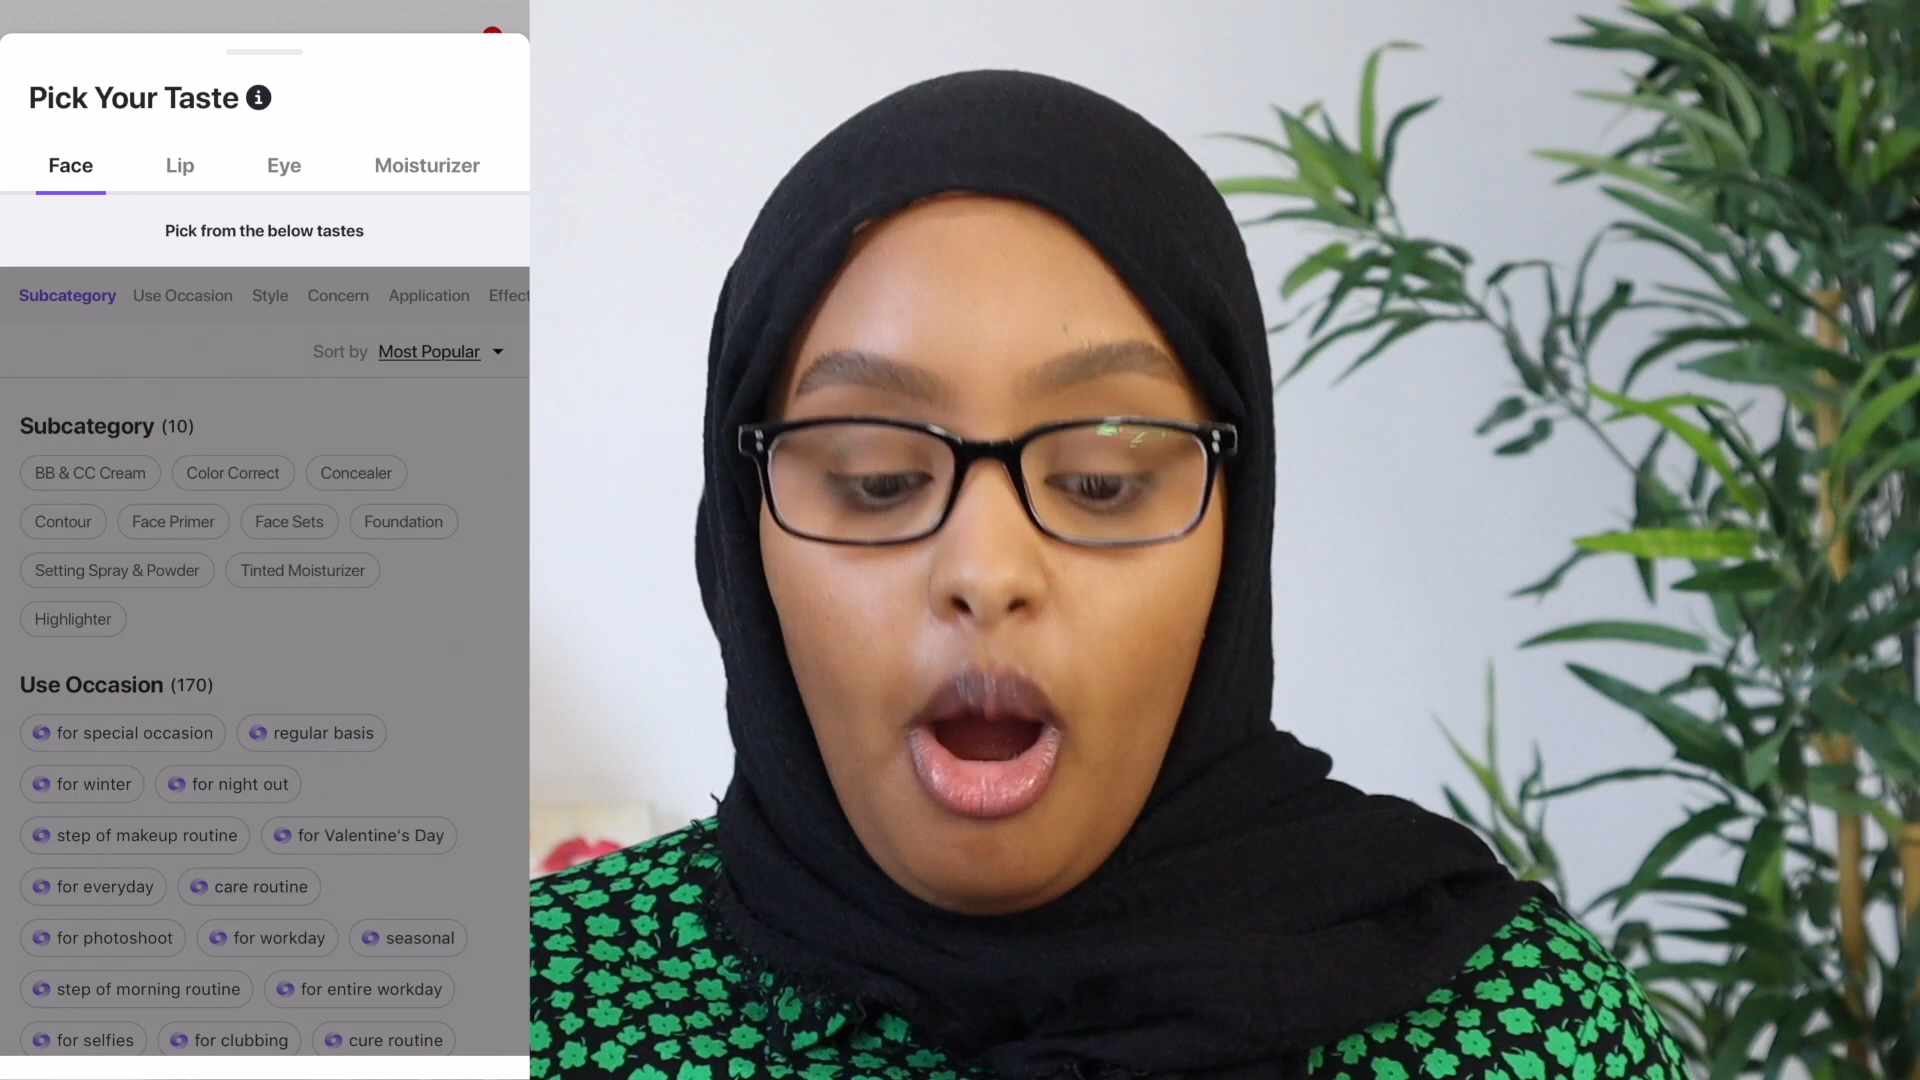 Pick Your Taste
Face Lip Eye Moisturizer
Pick from the below tastes
Subcategory Use Occasion Style Concern Application Effect
Sort by Most Popular
Subcategory (10)
BB & CC Cream Color Correct Concealer
Contour Face Primer Face Sets Foundation
Setting Spray & Powder Tinted Moisturizer
Highlighter
Use Occasion (170)
for special occasion regular basis
for winter for night out
step of makeup routine for Valentine's Day
for everyday care routine
for photoshoot for workday seasonal
step of morning routine for entire workday
for selfies for clubbing cure routine